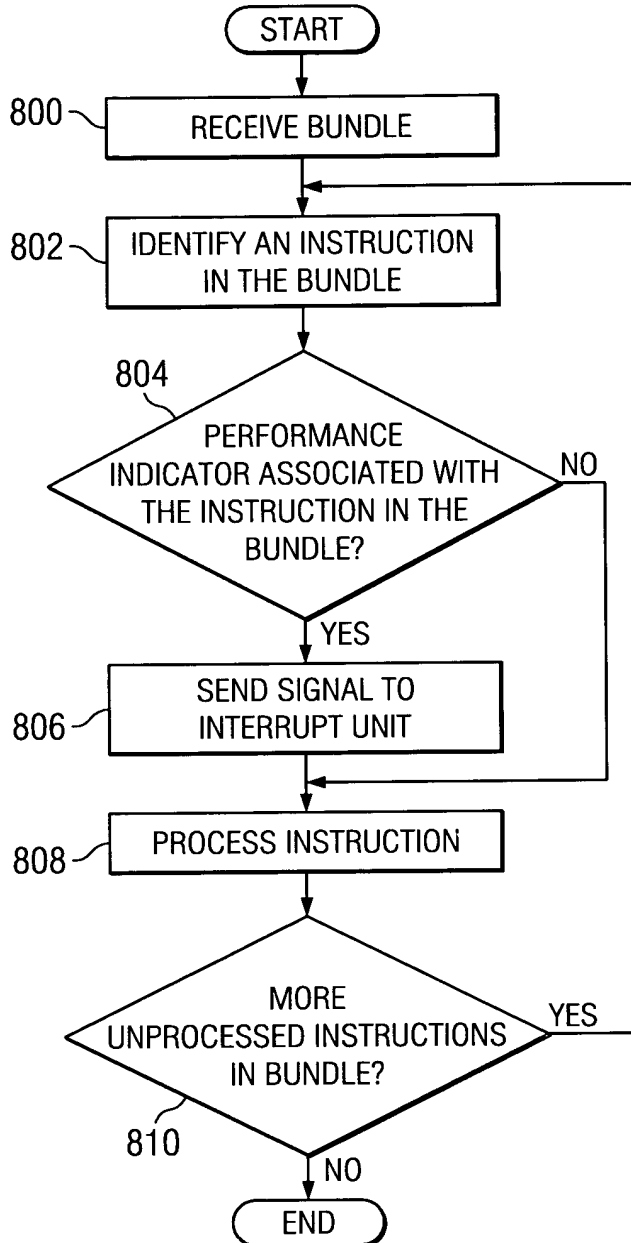 START
800
RECEIVE BUNDLE
802
IDENTIFY AN INSTRUCTION
IN THE BUNDLE
804
PERFORMANCE
INDICATOR ASSOCIATED WITH
THE INSTRUCTION IN THE
BUNDLE?
NO
YES
806
SEND SIGNAL TO
INTERRUPT UNIT
808
PROCESS INSTRUCTION
MORE
UNPROCESSED INSTRUCTIONS
IN BUNDLE?
YES
810
NO
END